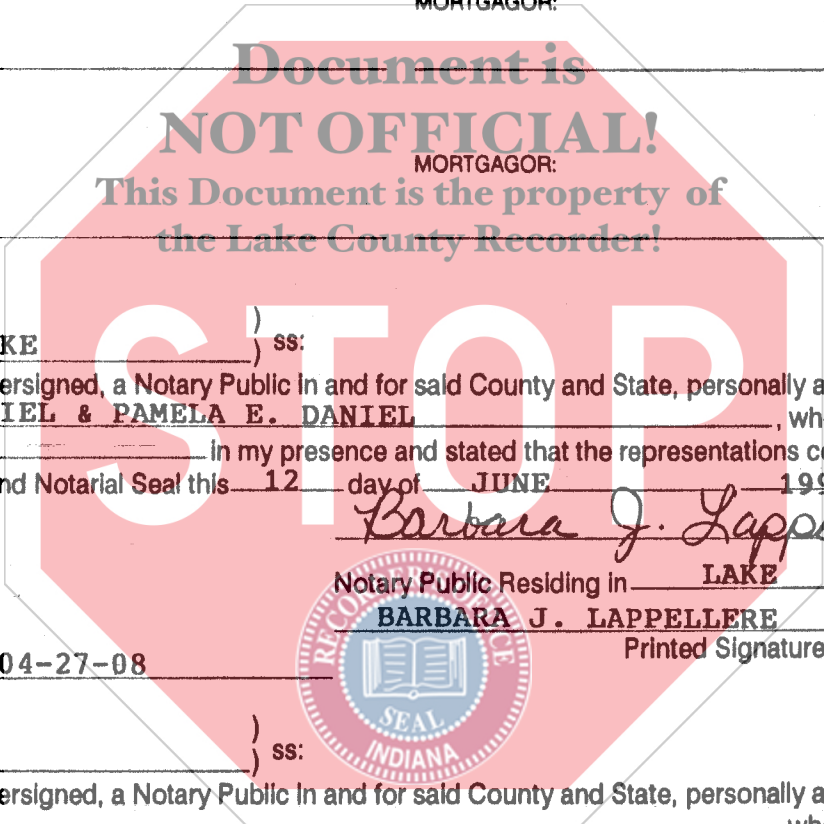 MORTGAGOR:
Document is
NOT OFFICIAL!
MORTGAGOR:
This Document is the property of
the Lake County Recorder!
STOP
KE ) ss:
)
ersigned, a Notary Public in and for said County and State, personally a
IEL & PAMELA E. DANIEL, wh
in my presence and stated that the representations co
nd Notarial Seal this 12 day of JUNE 199
Barbara J. Lappe
Notary Public Residing in LAKE
BARBARA J. LAPPELLERE
Printed Signature
04-27-08
RECORDER'S OFFICE
SEAL
INDIANA
) ss:
)
ersigned, a Notary Public in and for said County and State, personally a